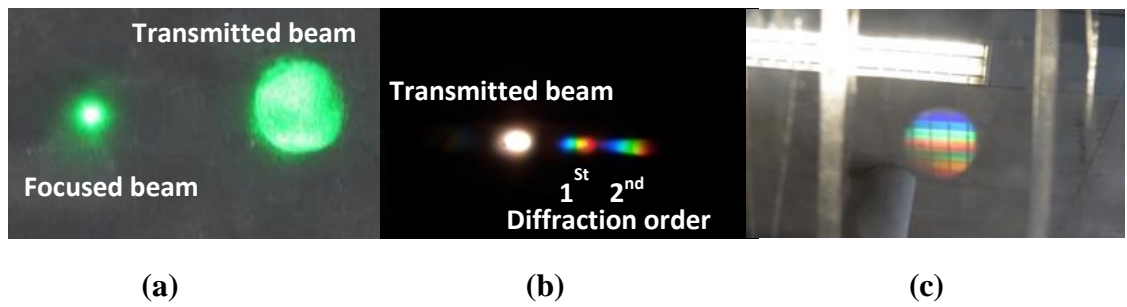 Transmitted beam
Focused beam
Transmitted beam
1St 2nd
Diffraction order
(a) (b) (c)